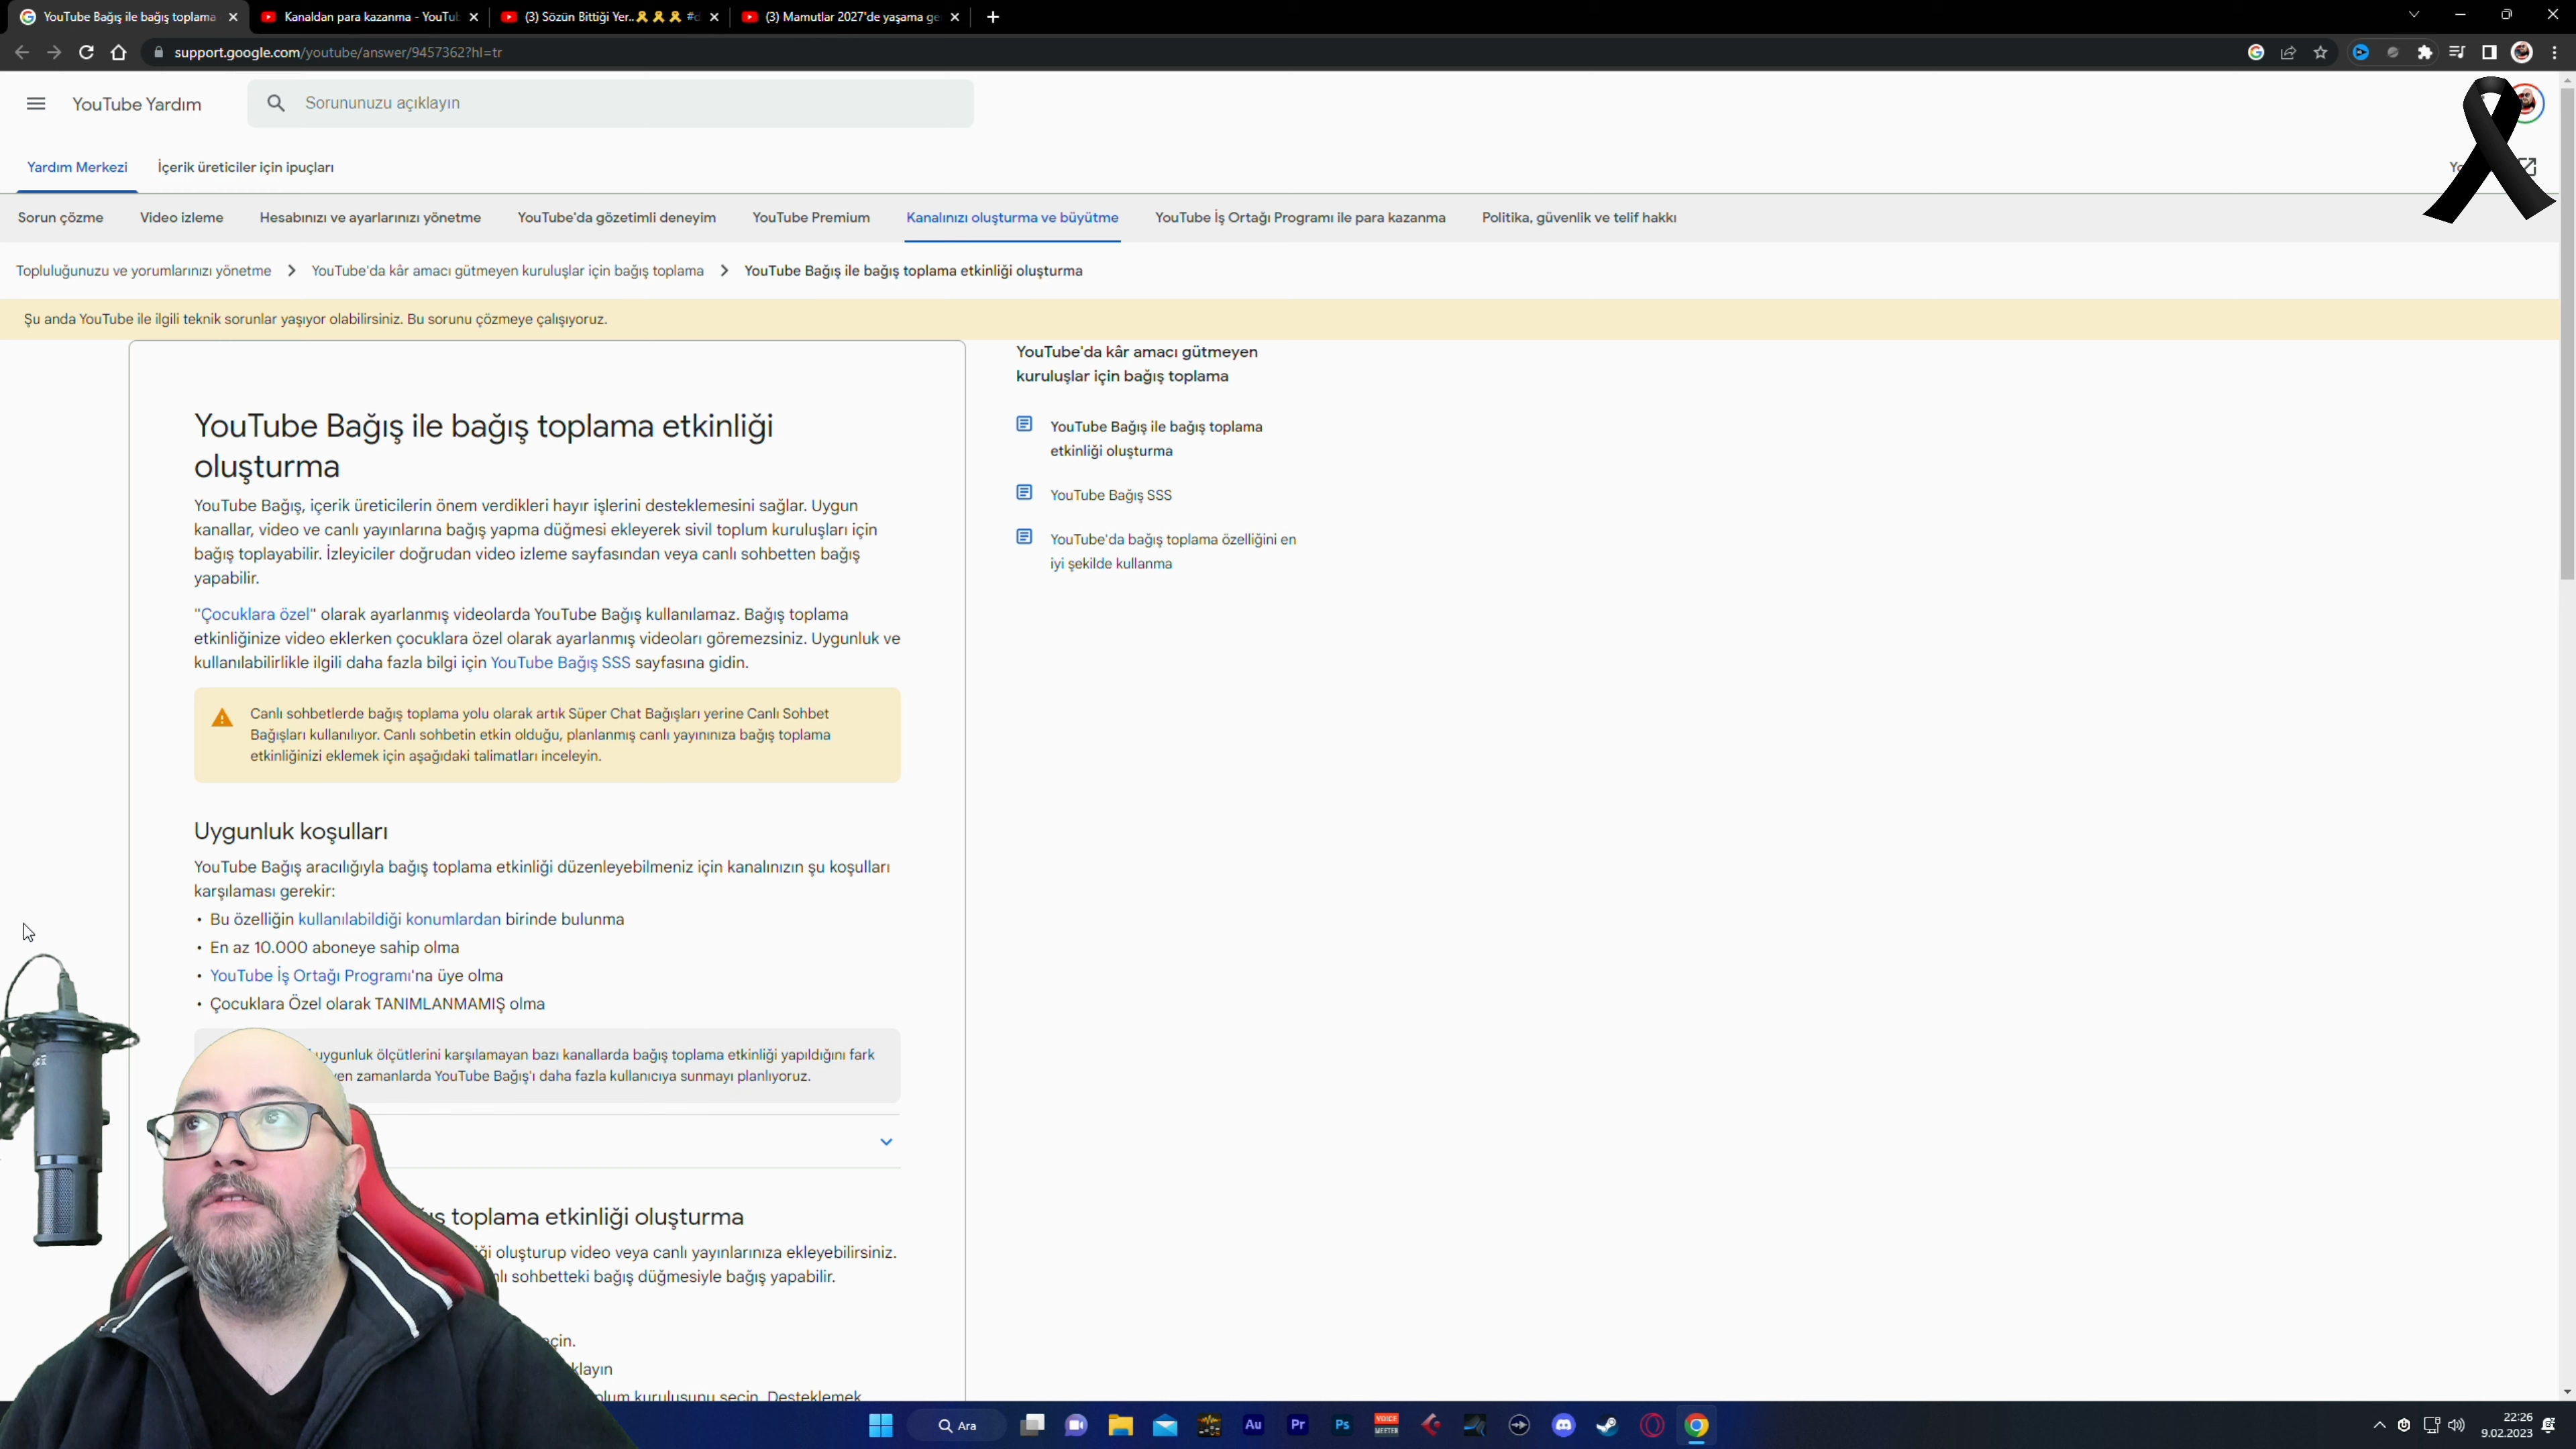 YouTube Bağış ile bağış toplama
Kanaldan para kazanma - YouTu
(3) Sözün Bittiği Yer..🎗🎗🎗 #d
(3) Mamutlar 2027'de yaşama ge
support.google.com/youtube/answer/9457362?hl=tr
YouTube Yardım
Sorununuzu açıklayın
Yardım Merkezi
İçerik üreticiler için ipuçları
Sorun çözme
Video izleme
Hesabınızı ve ayarlarınızı yönetme
YouTube'da gözetimli deneyim
YouTube Premium
Kanalınızı oluşturma ve büyütme
YouTube İş Ortağı Programı ile para kazanma
Politika, güvenlik ve telif hakkı
Topluluğunuzu ve yorumlarınızı yönetme > YouTube'da kâr amacı gütmeyen kuruluşlar için bağış toplama > YouTube Bağış ile bağış toplama etkinliği oluşturma
Şu anda YouTube ile ilgili teknik sorunlar yaşıyor olabilirsiniz. Bu sorunu çözmeye çalışıyoruz.
YouTube Bağış ile bağış toplama etkinliği
oluşturma
YouTube Bağış, içerik üreticilerin önem verdikleri hayır işlerini desteklemesini sağlar. Uygun
kanallar, video ve canlı yayınlarına bağış yapma düğmesi ekleyerek sivil toplum kuruluşları için
bağış toplayabilir. İzleyiciler doğrudan video izleme sayfasından veya canlı sohbetten bağış
yapabilir.
"Çocuklara özel" olarak ayarlanmış videolarda YouTube Bağış kullanılamaz. Bağış toplama
etkinliğinize video eklerken çocuklara özel olarak ayarlanmış videoları göremezsiniz. Uygunluk ve
kullanılabilirlikle ilgili daha fazla bilgi için YouTube Bağış SSS sayfasına gidin.
Canlı sohbetlerde bağış toplama yolu olarak artık Süper Chat Bağışları yerine Canlı Sohbet
Bağışları kullanılıyor. Canlı sohbetin etkin olduğu, planlanmış canlı yayınınıza bağış toplama
etkinliğinizi eklemek için aşağıdaki talimatları inceleyin.
Uygunluk koşulları
YouTube Bağış aracılığıyla bağış toplama etkinliği düzenleyebilmeniz için kanalınızın şu koşulları
karşılaması gerekir:
• Bu özelliğin kullanılabildiği konumlardan birinde bulunma
• En az 10.000 aboneye sahip olma
• YouTube İş Ortağı Programı'na üye olma
• Çocuklara Özel olarak TANIMLANMAMIŞ olma
uygunluk ölçütlerini karşılamayan bazı kanallarda bağış toplama etkinliği yapıldığını fark
zamanlarda YouTube Bağış'ı daha fazla kullanıcıya sunmayı planlıyoruz.
toplama etkinliği oluşturma
oluşturup video veya canlı yayınlarınıza ekleyebilirsiniz.
sohbetteki bağış düğmesiyle bağış yapabilir.
kuruluşunu seçin. Desteklemek
YouTube'da kâr amacı gütmeyen
kuruluşlar için bağış toplama
YouTube Bağış ile bağış toplama
etkinliği oluşturma
YouTube Bağış SSS
YouTube'da bağış toplama özelliğini en
iyi şekilde kullanma
Ara
Au
Pr
Ps
VOICE
MEETER
22:26
9.02.2023